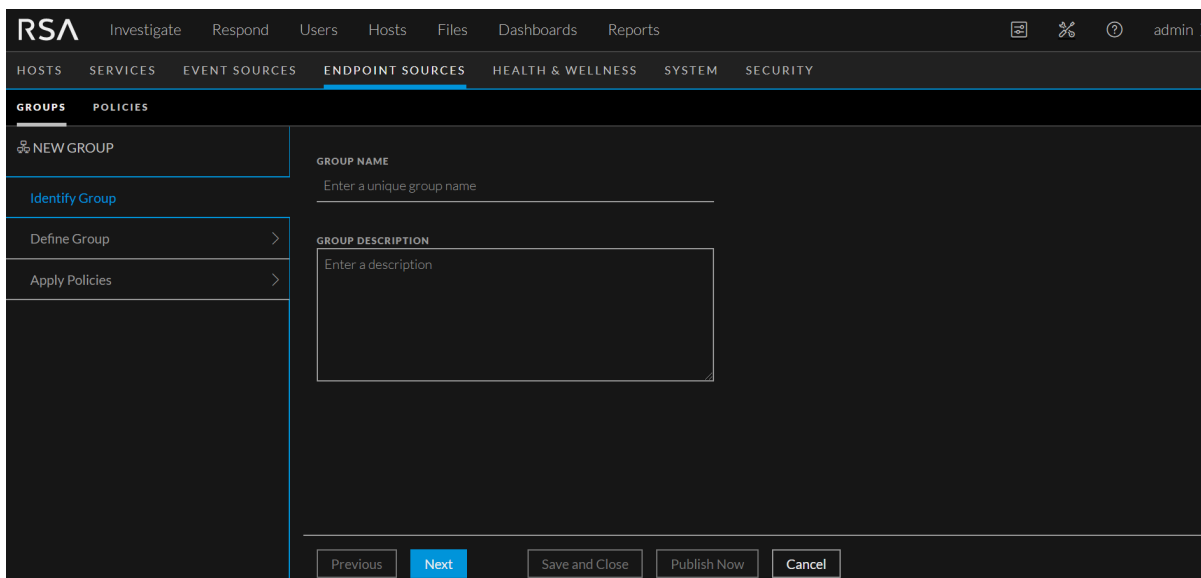 RSA Investigate Respond Users Hosts Files Dashboards Reports admin
HOSTS SERVICES EVENT SOURCES ENDPOINT SOURCES HEALTH & WELLNESS SYSTEM SECURITY
GROUPS POLICIES
NEW GROUP
Identify Group
Define Group
Apply Policies
GROUP NAME
Enter a unique group name
GROUP DESCRIPTION
Enter a description
Previous Next Save and Close Publish Now Cancel